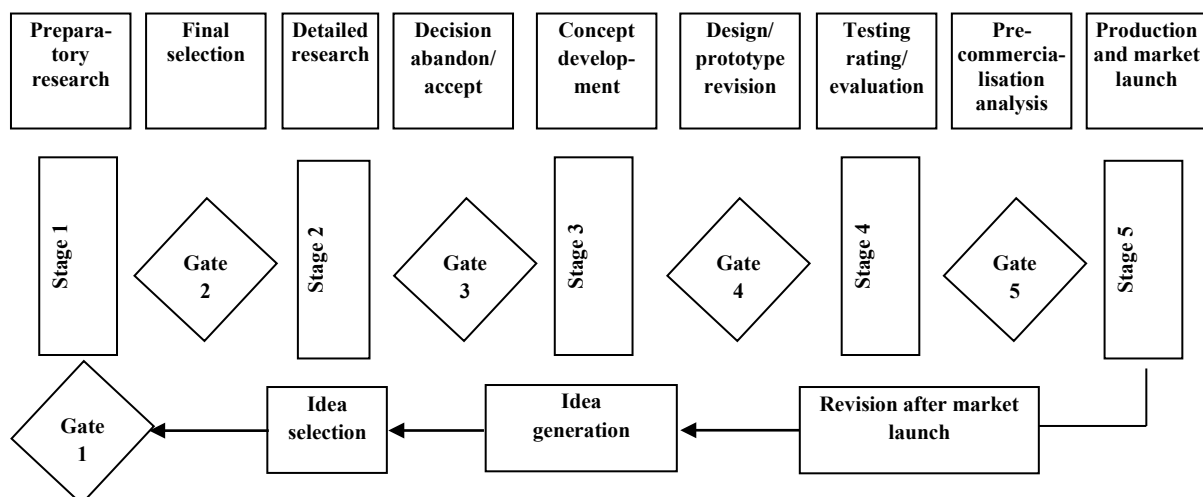 Prepara-
tory
research
Final
selection
Detailed
research
Decision
abandon/
accept
Concept
develop-
ment
Design/
prototype
revision
Testing
rating/
evaluation
Pre-
commercia-
lisation
analysis
Production
and market
launch
Stage 1
Gate
2
Stage 2
Gate
3
Stage 3
Gate
4
Stage 4
Gate
5
Stage 5
Gate
1
Idea
selection
Idea
generation
Revision after market
launch